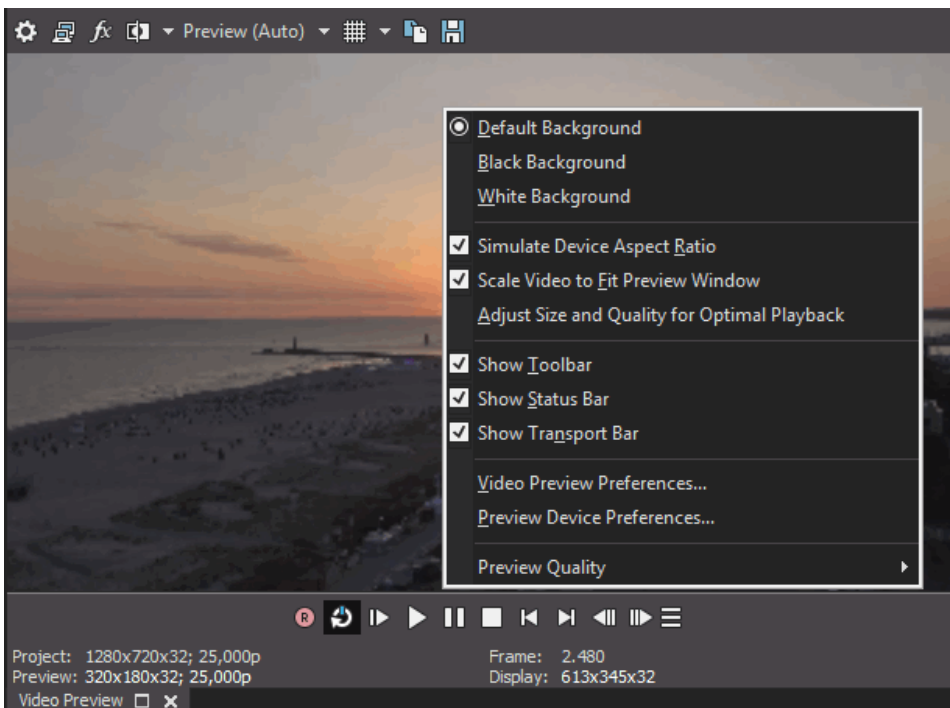 fx Preview (Auto)
Default Background
Black Background
White Background
Simulate Device Aspect Ratio
Scale Video to Fit Preview Window
Adjust Size and Quality for Optimal Playback
Show Toolbar
Show Status Bar
Show Transport Bar
Video Preview Preferences...
Preview Device Preferences...
Preview Quality
R
Project: 1280x720x32; 25,000p Frame: 2.480
Preview: 320x180x32; 25,000p Display: 613x345x32
Video Preview